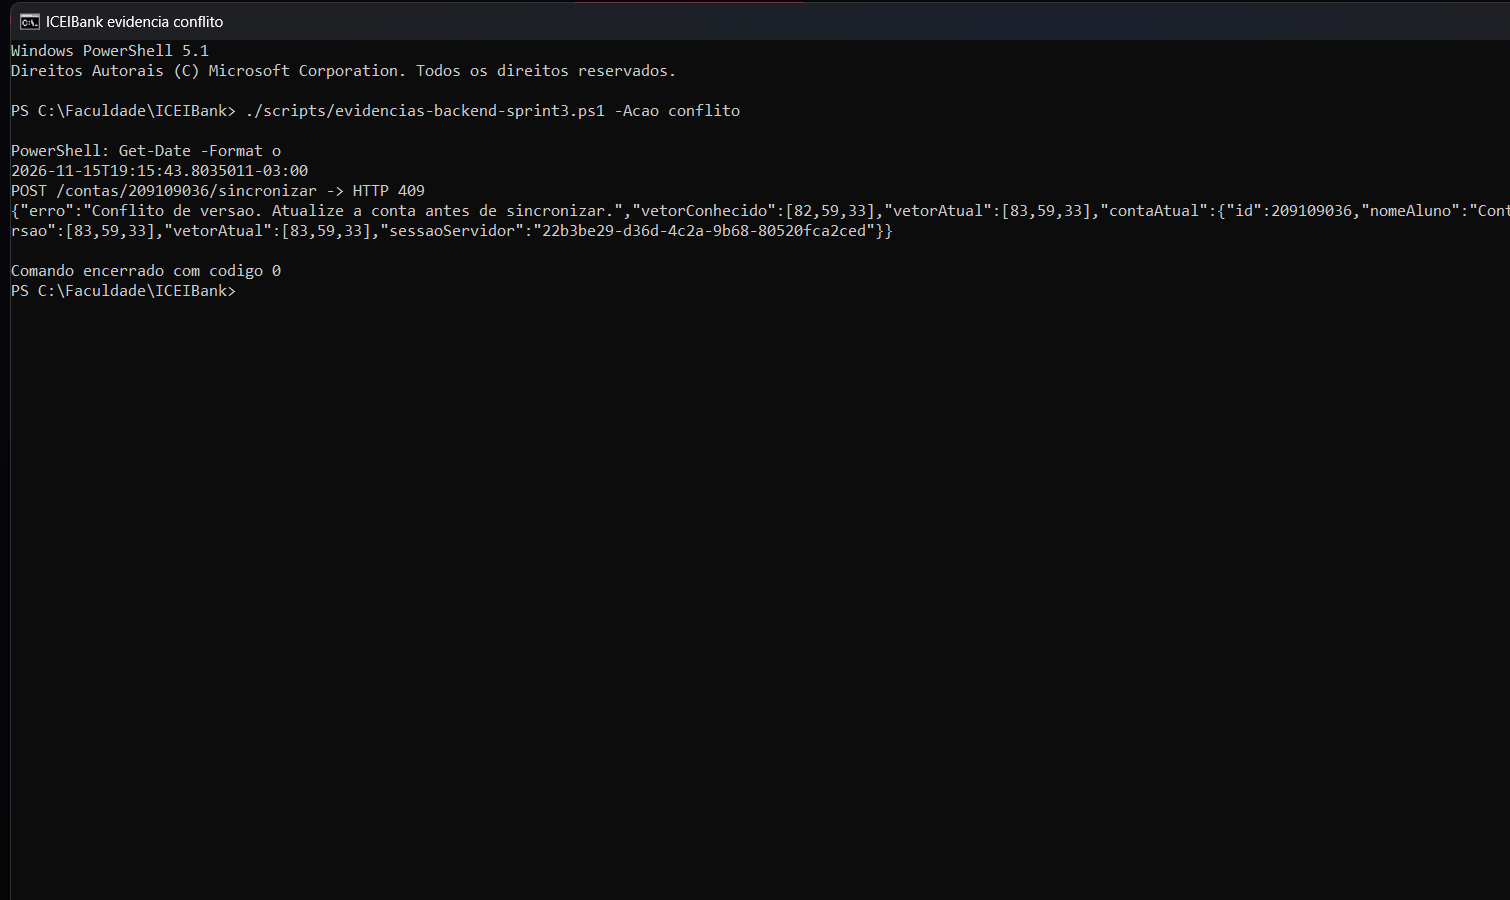 ICEIBank evidencia conflito
Windows PowerShell 5.1
Direitos Autorais (C) Microsoft Corporation. Todos os direitos reservados.
PS C:\Faculdade\ICEIBank> ./scripts/evidencias-backend-sprint3.ps1 -Acao conflito
PowerShell: Get-Date -Format o
2026-11-15T19:15:43.8035011-03:00
POST /contas/209109036/sincronizar -> HTTP 409
{"erro":"Conflito de versao. Atualize a conta antes de sincronizar.","vetorConhecido":[82,59,33],"vetorAtual":[83,59,33],"contaAtual":{"id":209109036,"nomeAluno":"Cont
rsao":[83,59,33],"vetorAtual":[83,59,33],"sessaoServidor":"22b3be29-d36d-4c2a-9b68-80520fca2ced"}}
Comando encerrado com codigo 0
PS C:\Faculdade\ICEIBank>